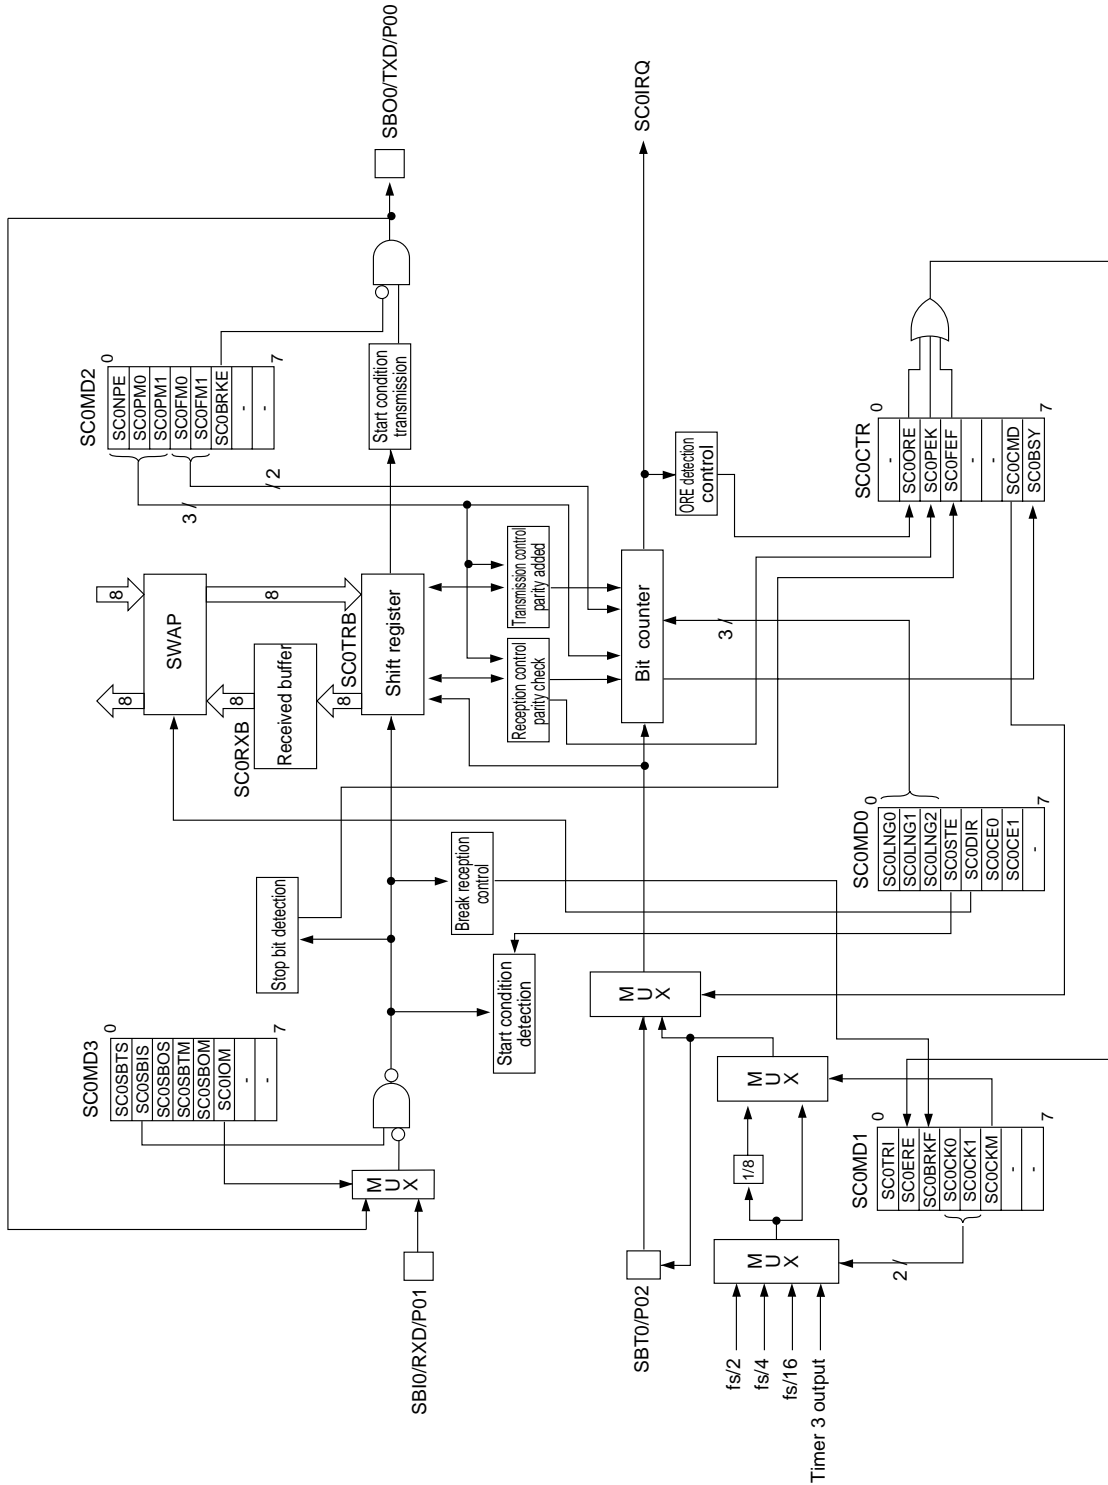 SBI0/RXD/P01
MUX
SC0MD3
0
SC0SBTS
SC0SBIS
SC0SBOS
SC0SBTM
SC0SBOM
SC0IOM
-
-
7
Stop bit detection
Start condition
detection
Break reception
control
SC0RXB
Received buffer
8
8
8
SWAP
8
8
SC0TRB
Shift register
Reception control
parity check
Transmission control
parity added
3
2
SC0MD2
0
SC0NPE
SC0PM0
SC0PM1
SC0FM0
SC0FM1
SC0BRKE
-
-
7
Start condition
transmission
SBO0/TXD/P00
SBT0/P02
MUX
Bit counter
3
SC0IRQ
ORE detection
control
fs/2
fs/4
fs/16
Timer 3 output
MUX
1/8
MUX
2
SC0MD1
0
SC0TRI
SC0ERE
SC0BRKF
SC0CK0
SC0CK1
SC0CKM
-
-
7
SC0MD0
0
SC0LNG0
SC0LNG1
SC0LNG2
SC0STE
SC0DIR
SC0CE0
SC0CE1
-
7
SC0CTR
0
-
SC0ORE
SC0PEK
SC0FEF
-
-
SC0CMD
SC0BSY
7